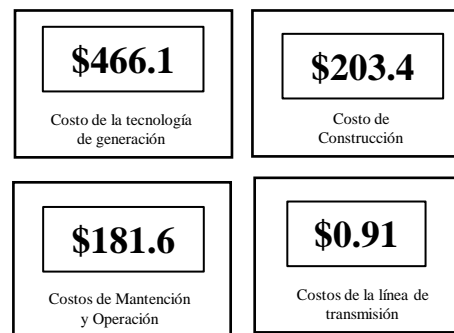 $466.1
Costo de la tecnología
de generación
$203.4
Costo de
Construcción
$181.6
Costos de Mantención
y Operación
$0.91
Costos de la línea de
transmisión